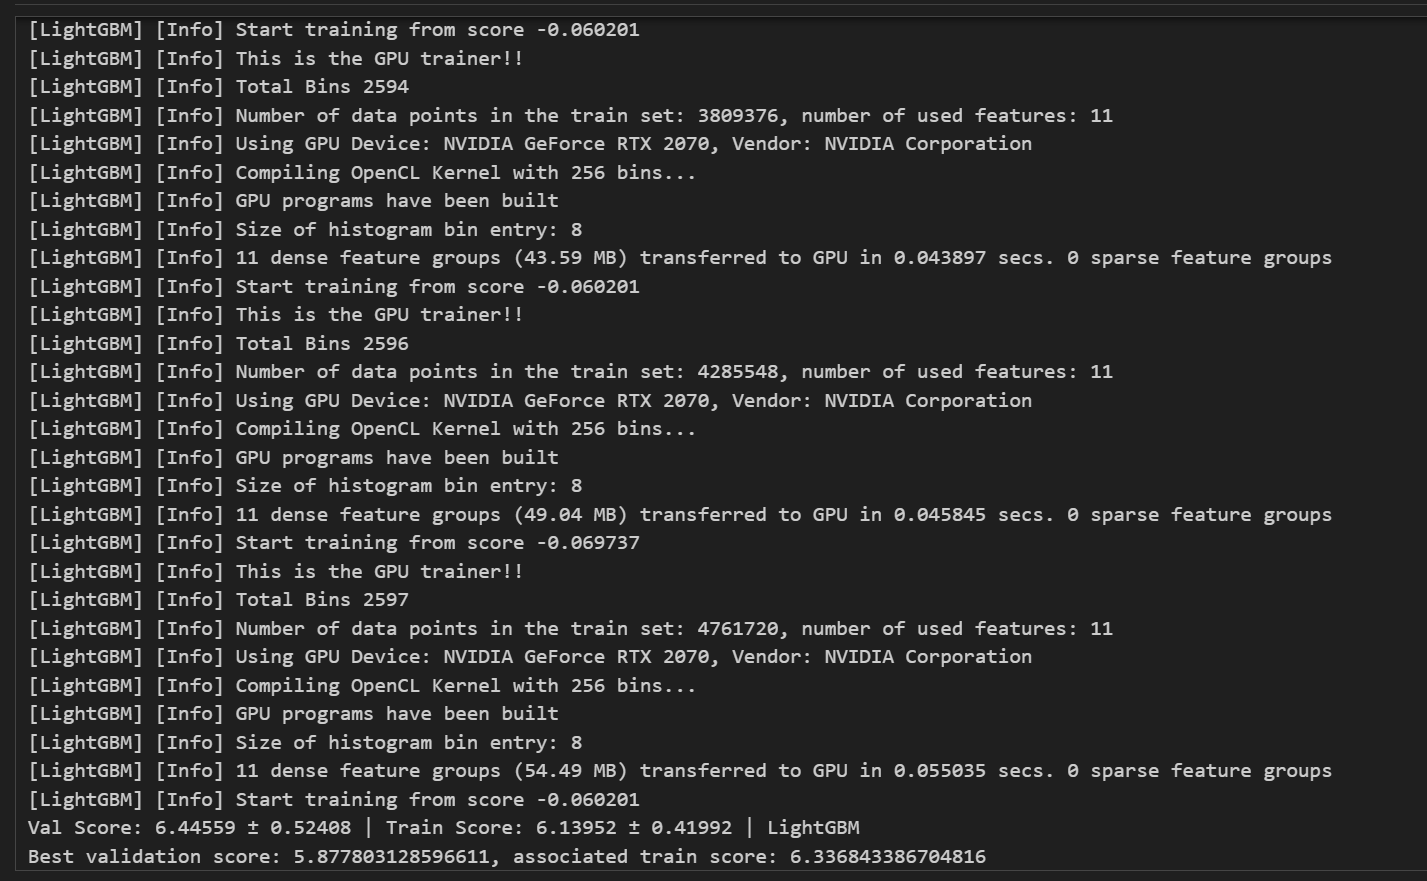 [LightGBM] [Info] Start training from score -0.060201
[LightGBM] [Info] This is the GPU trainer!!
[LightGBM] [Info] Total Bins 2594
[LightGBM] [Info] Number of data points in the train set: 3809376, number of used features: 11
[LightGBM] [Info] Using GPU Device: NVIDIA GeForce RTX 2070, Vendor: NVIDIA Corporation
[LightGBM] [Info] Compiling OpenCL Kernel with 256 bins...
[LightGBM] [Info] GPU programs have been built
[LightGBM] [Info] Size of histogram bin entry: 8
[LightGBM] [Info] 11 dense feature groups (43.59 MB) transferred to GPU in 0.043897 secs. 0 sparse feature groups
[LightGBM] [Info] Start training from score -0.060201
[LightGBM] [Info] This is the GPU trainer!!
[LightGBM] [Info] Total Bins 2596
[LightGBM] [Info] Number of data points in the train set: 4285548, number of used features: 11
[LightGBM] [Info] Using GPU Device: NVIDIA GeForce RTX 2070, Vendor: NVIDIA Corporation
[LightGBM] [Info] Compiling OpenCL Kernel with 256 bins...
[LightGBM] [Info] GPU programs have been built
[LightGBM] [Info] Size of histogram bin entry: 8
[LightGBM] [Info] 11 dense feature groups (49.04 MB) transferred to GPU in 0.045845 secs. 0 sparse feature groups
[LightGBM] [Info] Start training from score -0.069737
[LightGBM] [Info] This is the GPU trainer!!
[LightGBM] [Info] Total Bins 2597
[LightGBM] [Info] Number of data points in the train set: 4761720, number of used features: 11
[LightGBM] [Info] Using GPU Device: NVIDIA GeForce RTX 2070, Vendor: NVIDIA Corporation
[LightGBM] [Info] Compiling OpenCL Kernel with 256 bins...
[LightGBM] [Info] GPU programs have been built
[LightGBM] [Info] Size of histogram bin entry: 8
[LightGBM] [Info] 11 dense feature groups (54.49 MB) transferred to GPU in 0.055035 secs. 0 sparse feature groups
[LightGBM] [Info] Start training from score -0.060201
Val Score: 6.44559 ± 0.52408 | Train Score: 6.13952 ± 0.41992 | LightGBM
Best validation score: 5.877803128596611, associated train score: 6.336843386704816